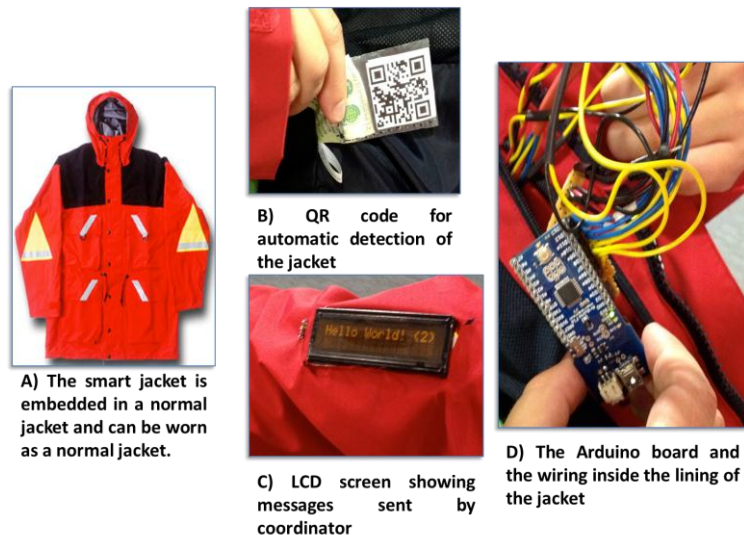 A) The smart jacket is
embedded in a normal
jacket and can be worn
as a normal jacket.
B) QR code for
automatic detection of
the jacket
Hello World! (2)
C) LCD screen showing
messages sent by
coordinator
D) The Arduino board and
the wiring inside the lining of
the jacket